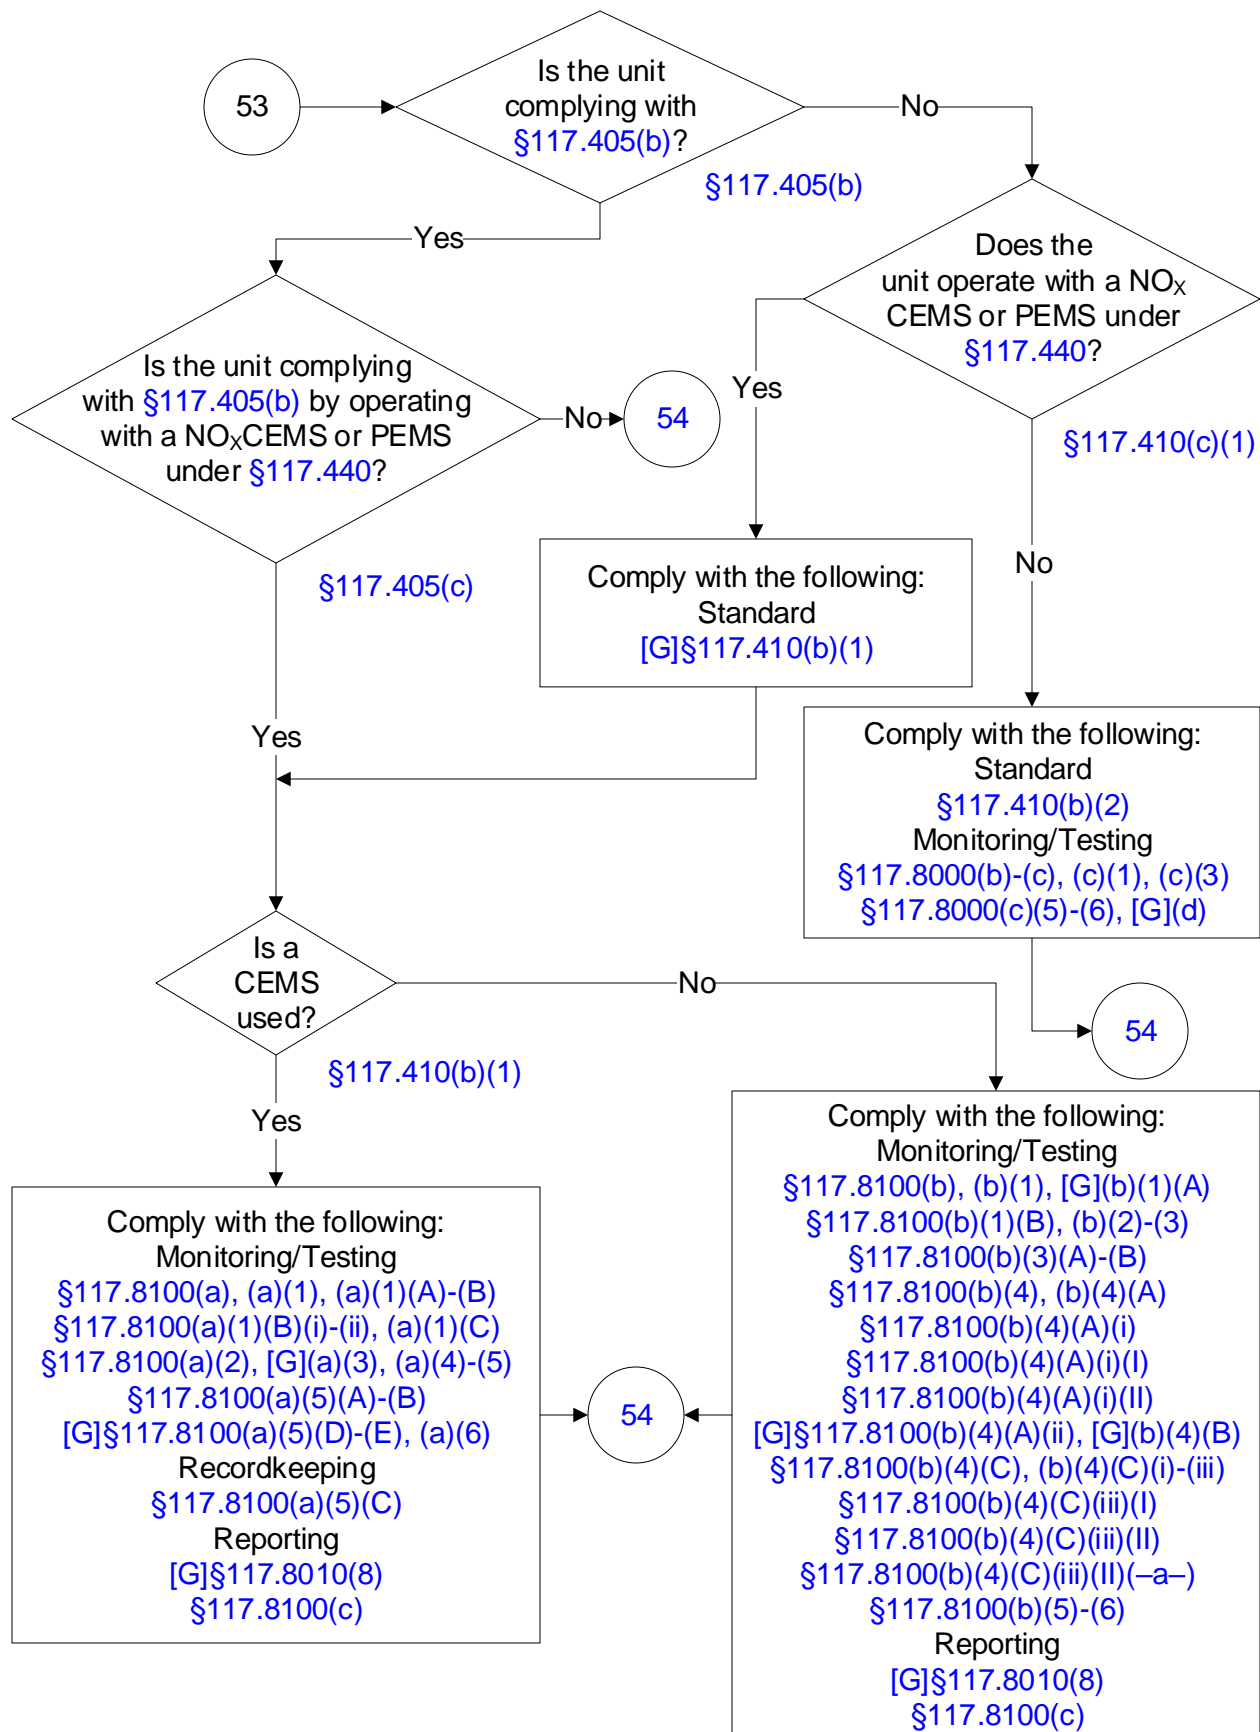 53
Is the unit
complying with
§117.405(b)?
No
§117.405(b)
Yes
Does the
unit operate with a NOX
CEMS or PEMS under
§117.440?
Is the unit complying
with §117.405(b) by operating
with a NOXCEMS or PEMS
under §117.440?
No
54
Yes
§117.410(c)(1)
§117.405(c)
Comply with the following:
Standard
[G]§117.410(b)(1)
No
Yes
Comply with the following:
Standard
§117.410(b)(2)
Monitoring/Testing
§117.8000(b)-(c), (c)(1), (c)(3)
§117.8000(c)(5)-(6), [G](d)
Is a
CEMS
used?
No
54
§117.410(b)(1)
Yes
Comply with the following:
Monitoring/Testing
§117.8100(a), (a)(1), (a)(1)(A)-(B)
§117.8100(a)(1)(B)(i)-(ii), (a)(1)(C)
§117.8100(a)(2), [G](a)(3), (a)(4)-(5)
§117.8100(a)(5)(A)-(B)
[G]§117.8100(a)(5)(D)-(E), (a)(6)
Recordkeeping
§117.8100(a)(5)(C)
Reporting
[G]§117.8010(8)
§117.8100(c)
54
Comply with the following:
Monitoring/Testing
§117.8100(b), (b)(1), [G](b)(1)(A)
§117.8100(b)(1)(B), (b)(2)-(3)
§117.8100(b)(3)(A)-(B)
§117.8100(b)(4), (b)(4)(A)
§117.8100(b)(4)(A)(i)
§117.8100(b)(4)(A)(i)(I)
§117.8100(b)(4)(A)(i)(II)
[G]§117.8100(b)(4)(A)(ii), [G](b)(4)(B)
§117.8100(b)(4)(C), (b)(4)(C)(i)-(iii)
§117.8100(b)(4)(C)(iii)(I)
§117.8100(b)(4)(C)(iii)(II)
§117.8100(b)(4)(C)(iii)(II)(–a–)
§117.8100(b)(5)-(6)
Reporting
[G]§117.8010(8)
§117.8100(c)